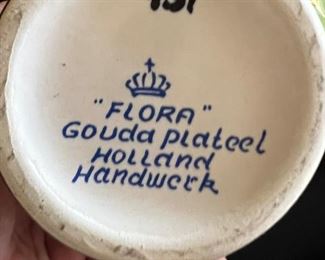 "FLORA"
Gouda plateel
HOLLAND
Handwerk